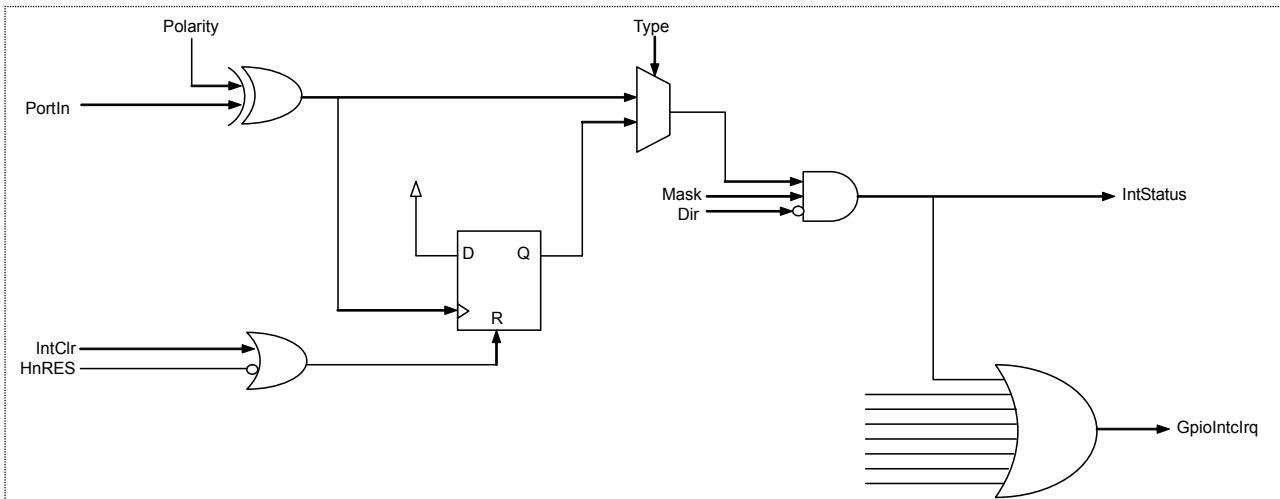 Polarity
Type
PortIn
Mask
Dir
IntStatus
D
Q
R
IntClr
HnRES
GpioIntcIrq